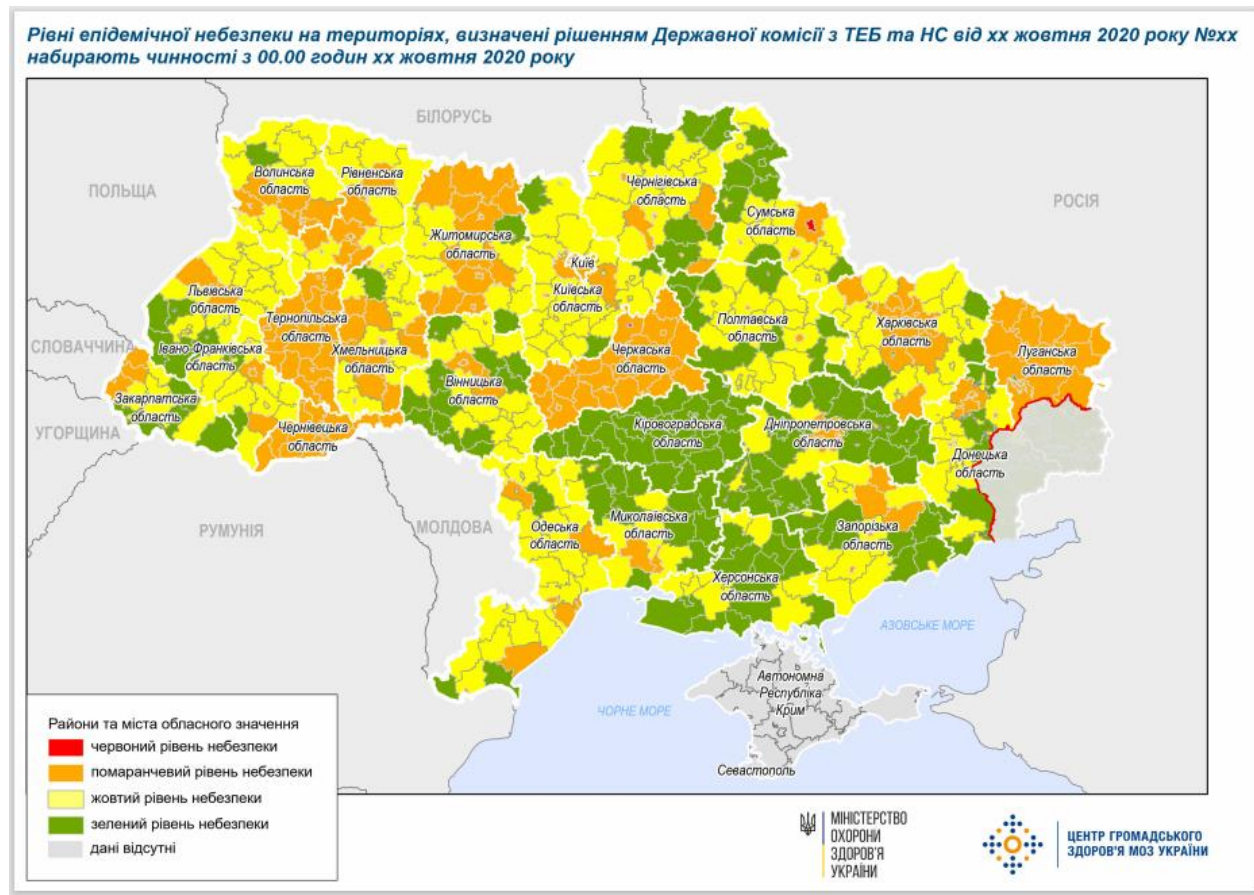 Рівні епідемічної небезпеки на територіях, визначені рішенням Державної комісії з ТЕБ та НС від хх жовтня 2020 року №хх
набирають чинності з 00.00 годин хх жовтня 2020 року
БІЛОРУСЬ
ПОЛЬЩА
РОСІЯ
СЛОВАЧЧИНА
УГОРЩИНА
РУМУНІЯ
МОЛДОВА
Волинська
область
Рівненська
область
Житомирська
область
Чернігівська
область
Сумська
область
Київ
Київська
область
Львівська
область
Тернопільська
область
Хмельницька
область
Івано-Франківська
область
Закарпатська
область
Чернівецька
область
Вінницька
область
Черкаська
область
Полтавська
область
Харківська
область
Луганська
область
Кіровоградська
область
Дніпропетровська
область
Донецька
область
Одеська
область
Миколаївська
область
Запорізька
область
Херсонська
область
АЗОВСЬКЕ МОРЕ
ЧОРНЕ МОРЕ
Автономна
Республіка
Крим
Севастополь
Райони та міста обласного значення
червоний рівень небезпеки
помаранчевий рівень небезпеки
жовтий рівень небезпеки
зелений рівень небезпеки
дані відсутні
МІНІСТЕРСТВО
ОХОРОНИ
ЗДОРОВ'Я
УКРАЇНИ
ЦЕНТР ГРОМАДСЬКОГО
ЗДОРОВ'Я МОЗ УКРАЇНИ